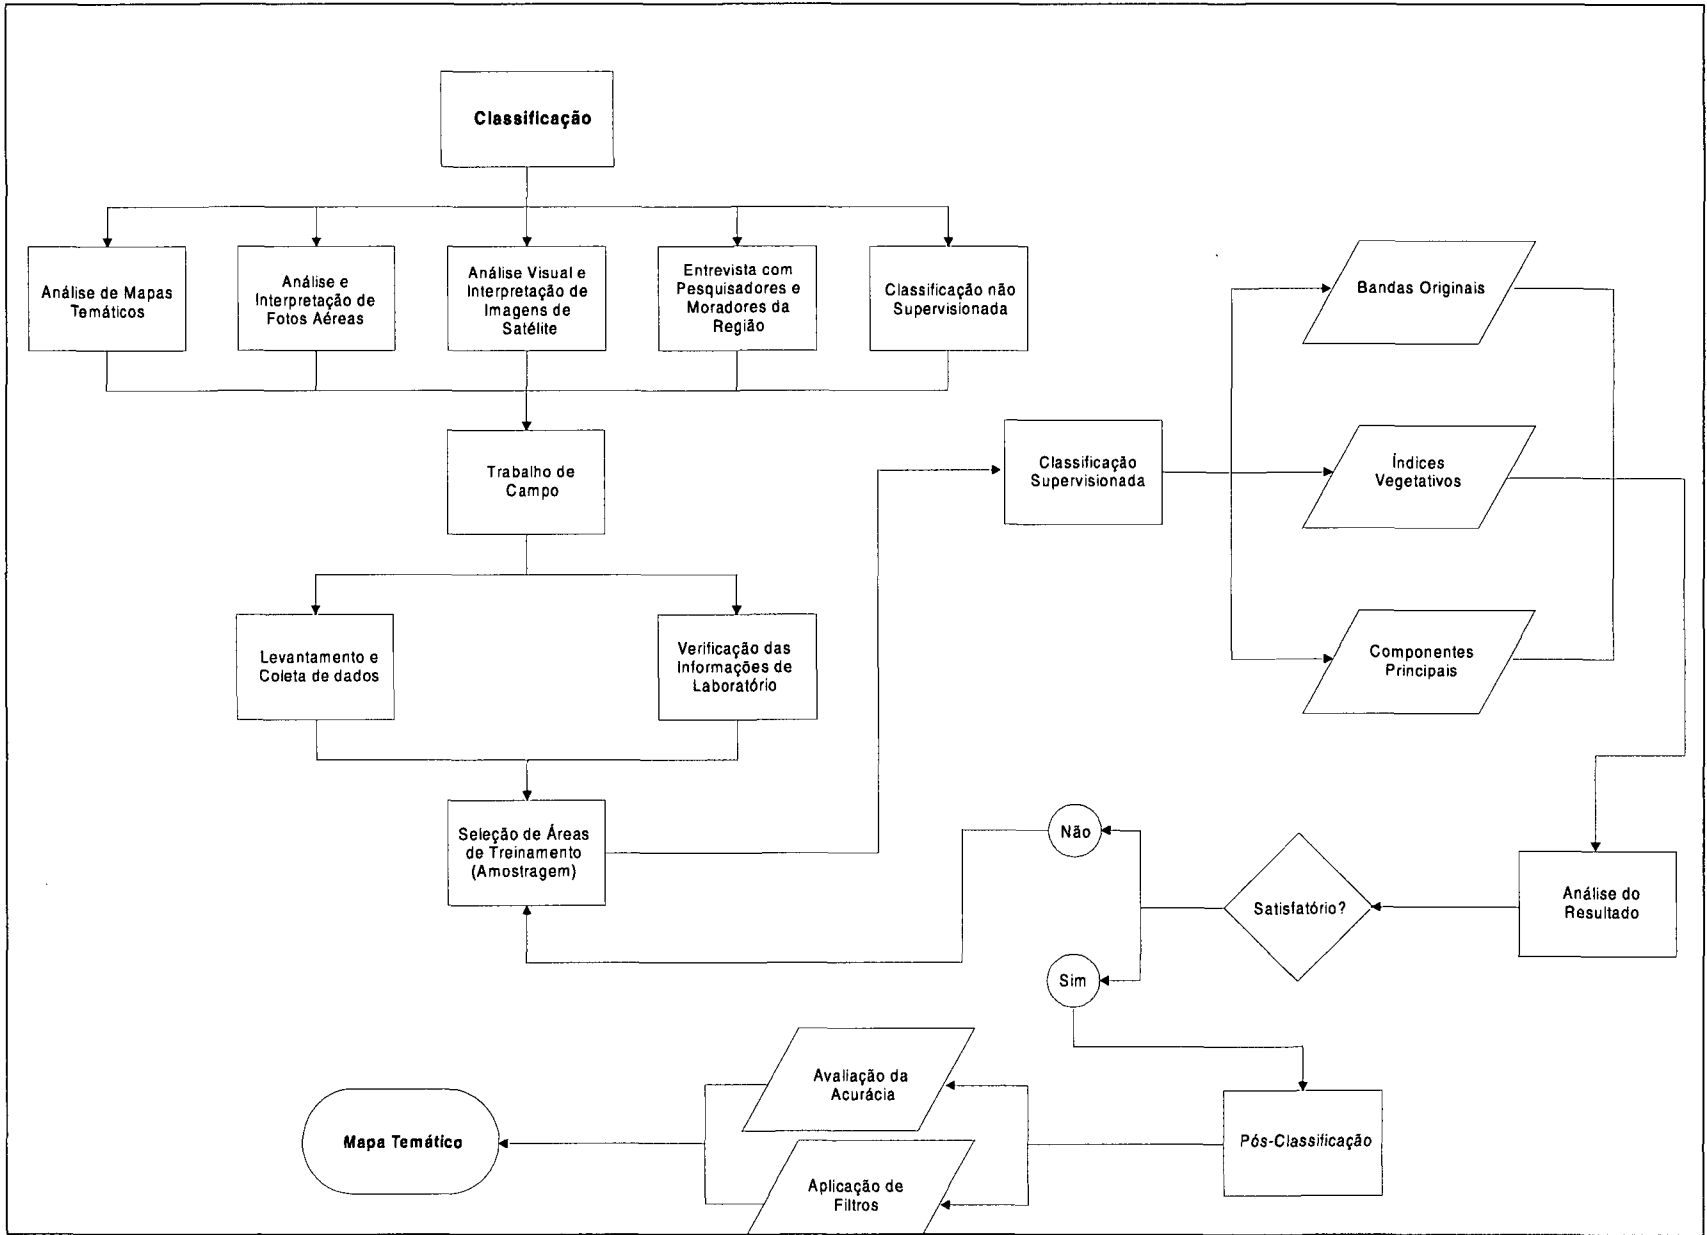 Classificação
Análise de Mapas
Temáticos
Análise e
Interpretação de
Fotos Aéreas
Análise Visual e
Interpretação de
Imagens de
Satélite
Entrevista com
Pesquisadores e
Moradores da
Região
Classificação não
Supervisionada
Bandas Originais
Trabalho de
Campo
Classificação
Supervisionada
Índices
Vegetativos
Levantamento e
Coleta de dados
Verificação das
Informações de
Laboratório
Componentes
Principais
Seleção de Áreas
de Treinamento
(Amostragem)
Não
Satisfatório?
Análise do
Resultado
Sim
Avaliação da
Acurácia
Mapa Temático
Pós-Classificação
Aplicação de
Filtros